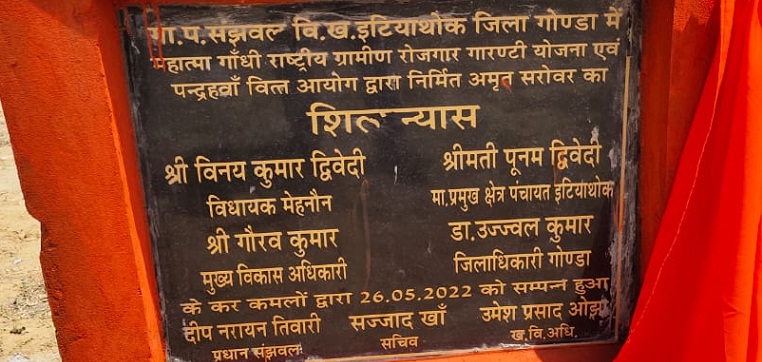 ग्रा.प.सझवल वि.ख.इटियाथोक जिला गोण्डा में
महात्मा गाँधी राष्ट्रीय ग्रामीण रोजगार गारण्टी योजना एवं
पन्द्रहवाँ वित्त आयोग द्वारा निर्मित अमृत सरोवर का
शिलान्यास
श्री विनय कुमार द्विवेदी
विधायक मेहनौन
श्रीमती पूनम द्विवेदी
मा.प्रमुख क्षेत्र पंचायत इटियाथोक
श्री गौरव कुमार
मुख्य विकास अधिकारी
डा.उज्ज्वल कुमार
जिलाधिकारी गोण्डा
के कर कमलों द्वारा 26.05.2022 को सम्पन्न हुआ
दीप नरायन तिवारी
प्रधान संझवल
सज्जाद खाँ
सचिव
उमेश प्रसाद ओझा
ख.वि.अधि.